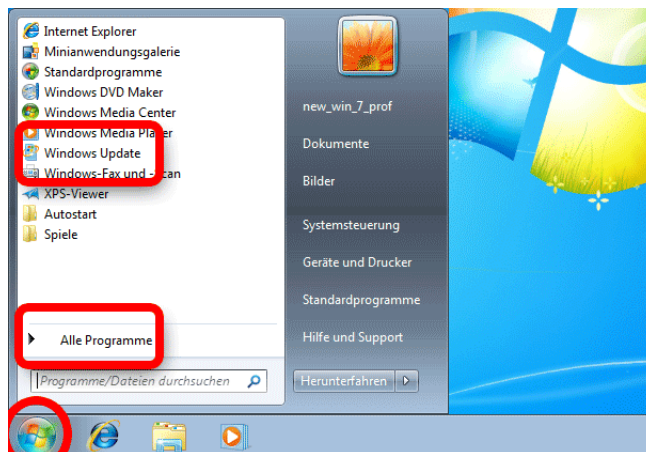 Internet Explorer
Minianwendungsgalerie
Standardprogramme
Windows DVD Maker
Windows Media Center
Windows Media Player
Windows Update
Windows-Fax und -Scan
XPS-Viewer
Autostart
Spiele
Alle Programme
Programme/Dateien durchsuchen
new_win_7_prof
Dokumente
Bilder
Systemsteuerung
Geräte und Drucker
Standardprogramme
Hilfe und Support
Herunterfahren